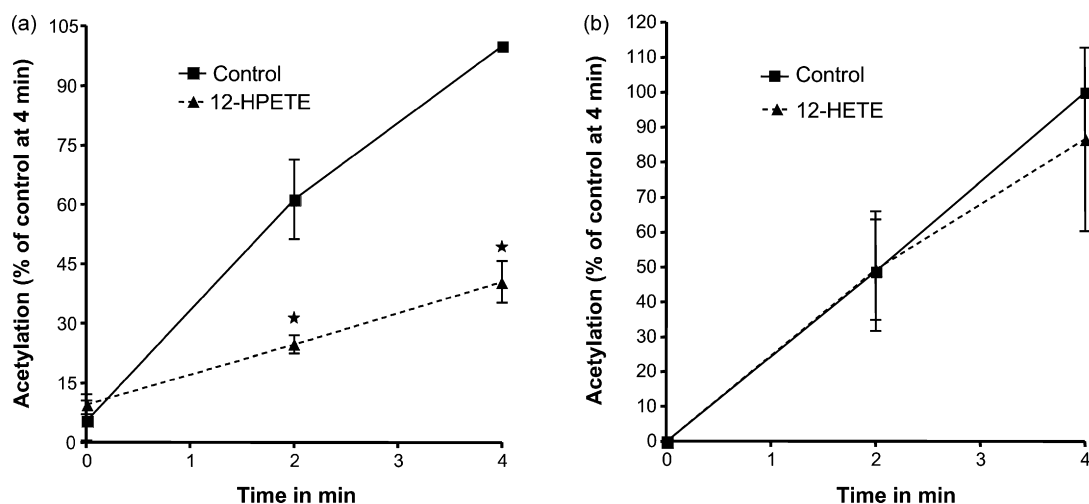 (a)
Acetylation (% of control at 4 min)
105
90
75
60
45
30
15
0
Control
12-HPETE
0 1 2 3 4
Time in min
(b)
Acetylation (% of control at 4 min)
120
110
100
90
80
70
60
50
40
30
20
10
0
Control
12-HETE
0 1 2 3 4
Time in min